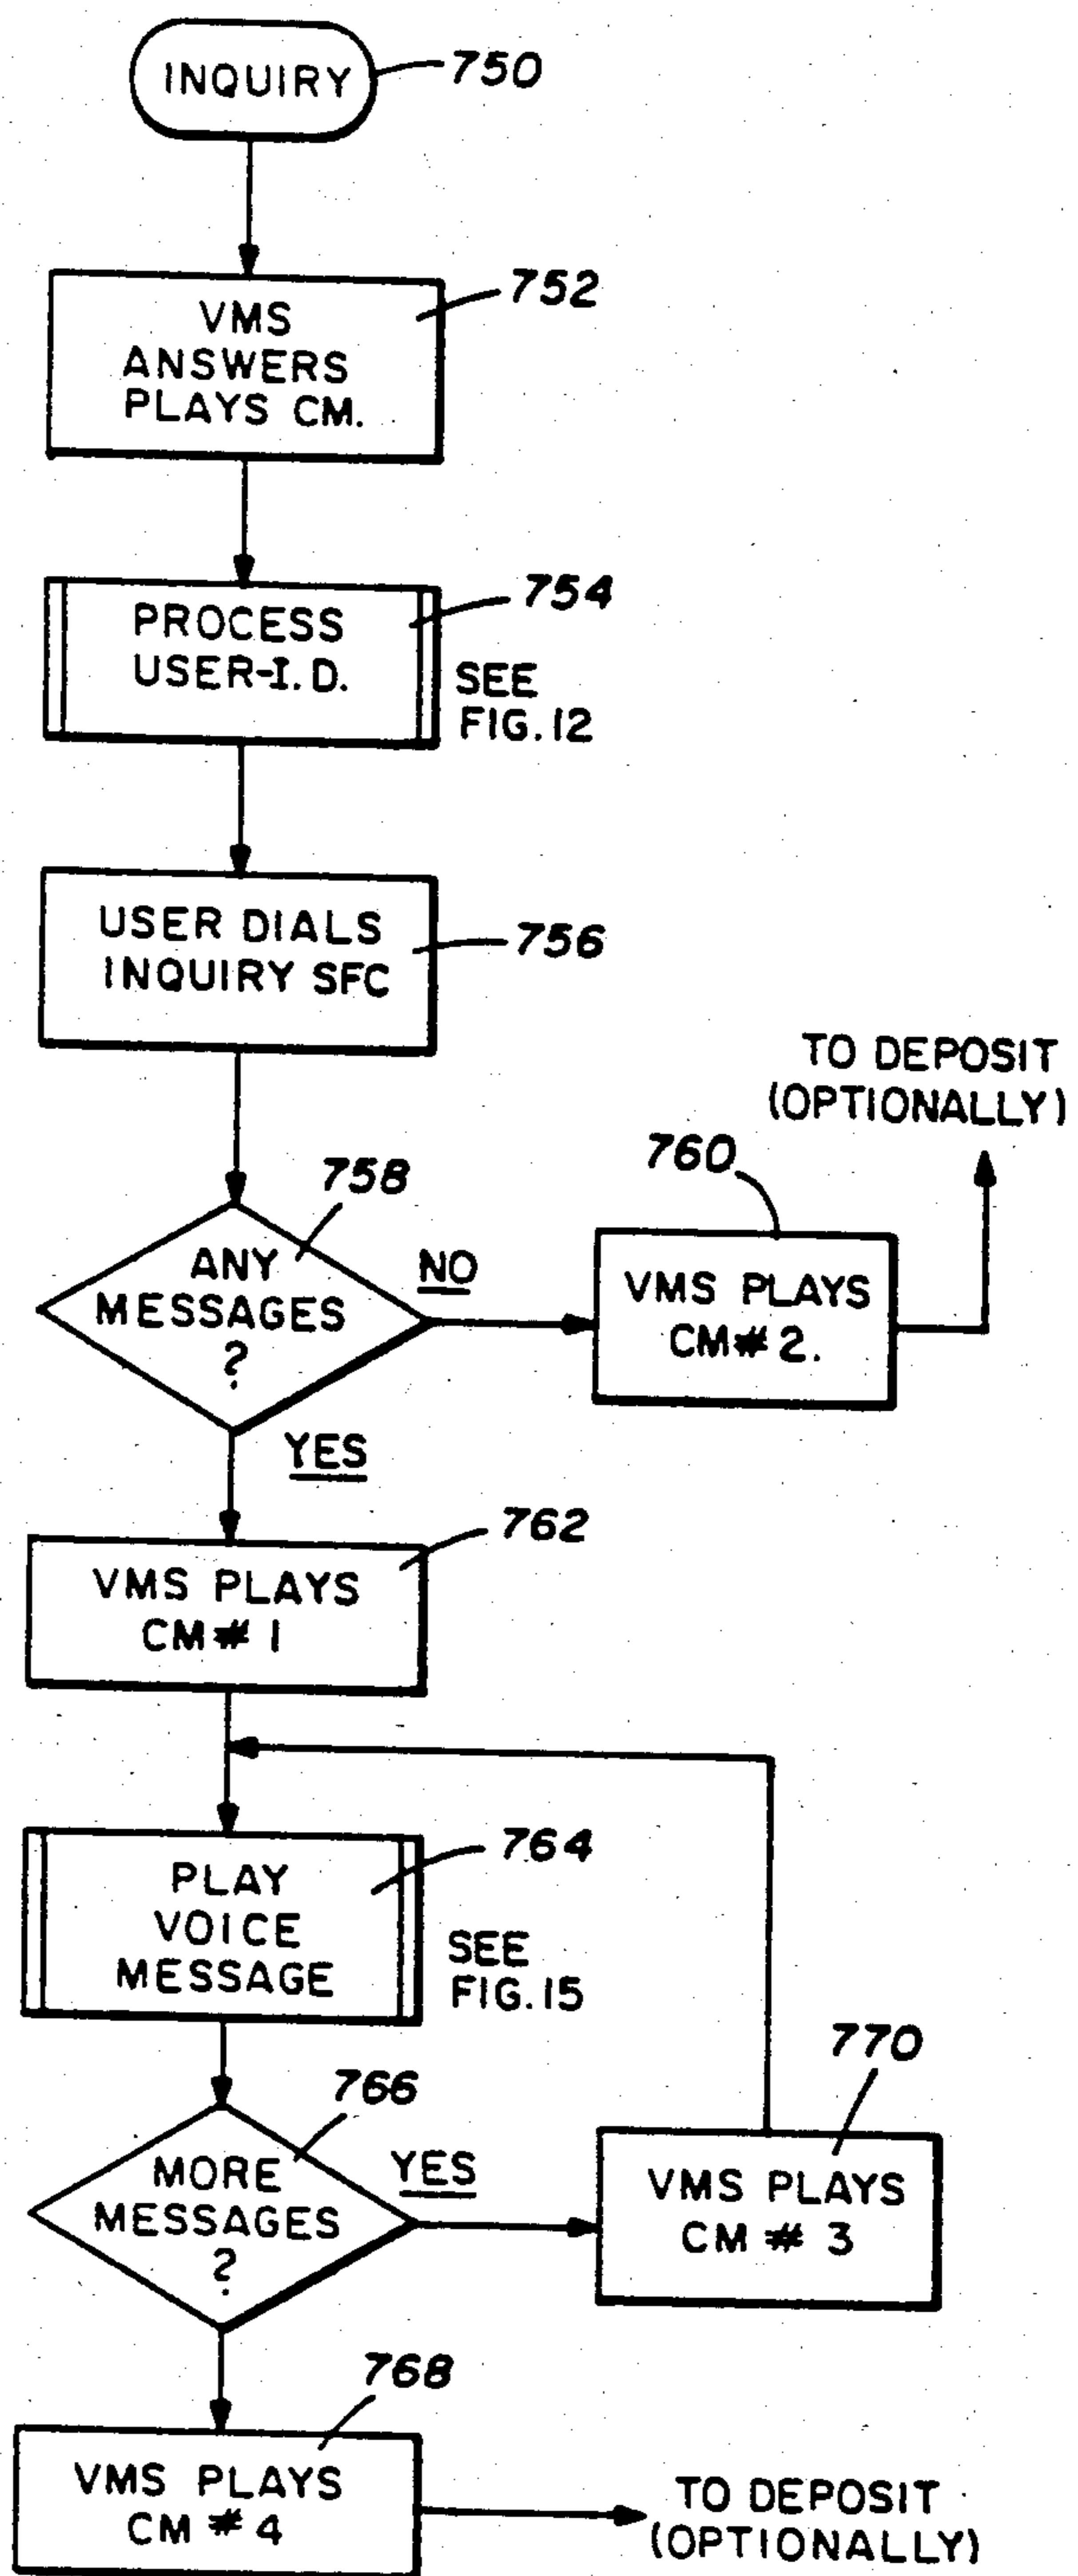 INQUIRY
750
752
VMS
ANSWERS
PLAYS CM.
754
PROCESS
USER-I.D.
SEE
FIG.12
USER DIALS
INQUIRY SFC
756
TO DEPOSIT
(OPTIONALLY)
758
760
ANY
MESSAGES
?
NO
VMS PLAYS
CM# 2.
YES
762
VMS PLAYS
CM# 1
764
PLAY
VOICE
MESSAGE
SEE
FIG.15
766
770
MORE
MESSAGES
?
YES
VMS PLAYS
CM # 3
768
VMS PLAYS
CM # 4
TO DEPOSIT
(OPTIONALLY)